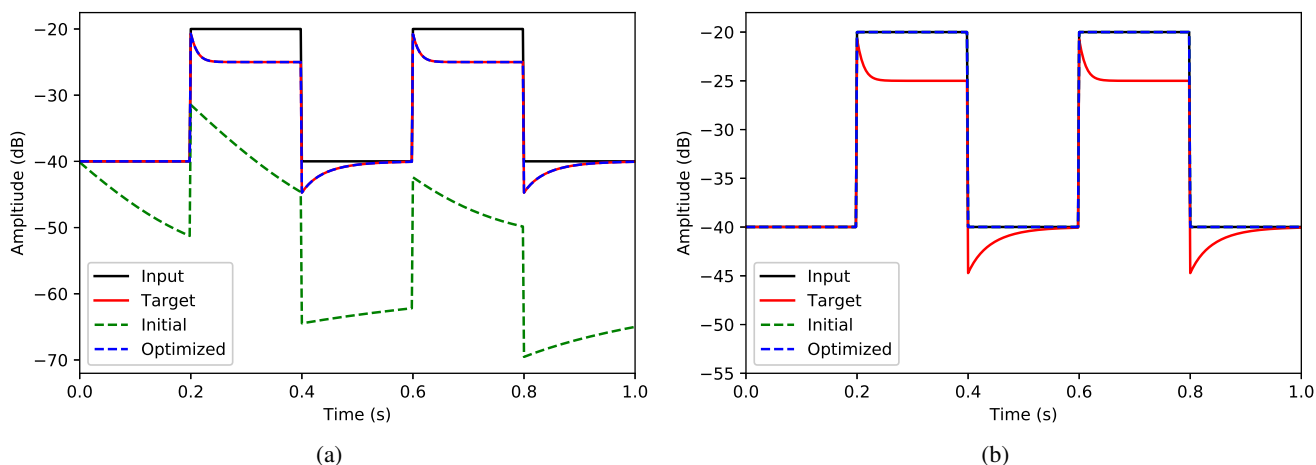 −20
−30
−40
−50
−60
−70
Ampltiude (dB)
Input
Target
Initial
Optimized
0.0 0.2 0.4 0.6 0.8 1.0
Time (s)
(a)
−20
−25
−30
−35
−40
−45
−50
−55
Ampltiude (dB)
Input
Target
Initial
Optimized
0.0 0.2 0.4 0.6 0.8 1.0
Time (s)
(b)